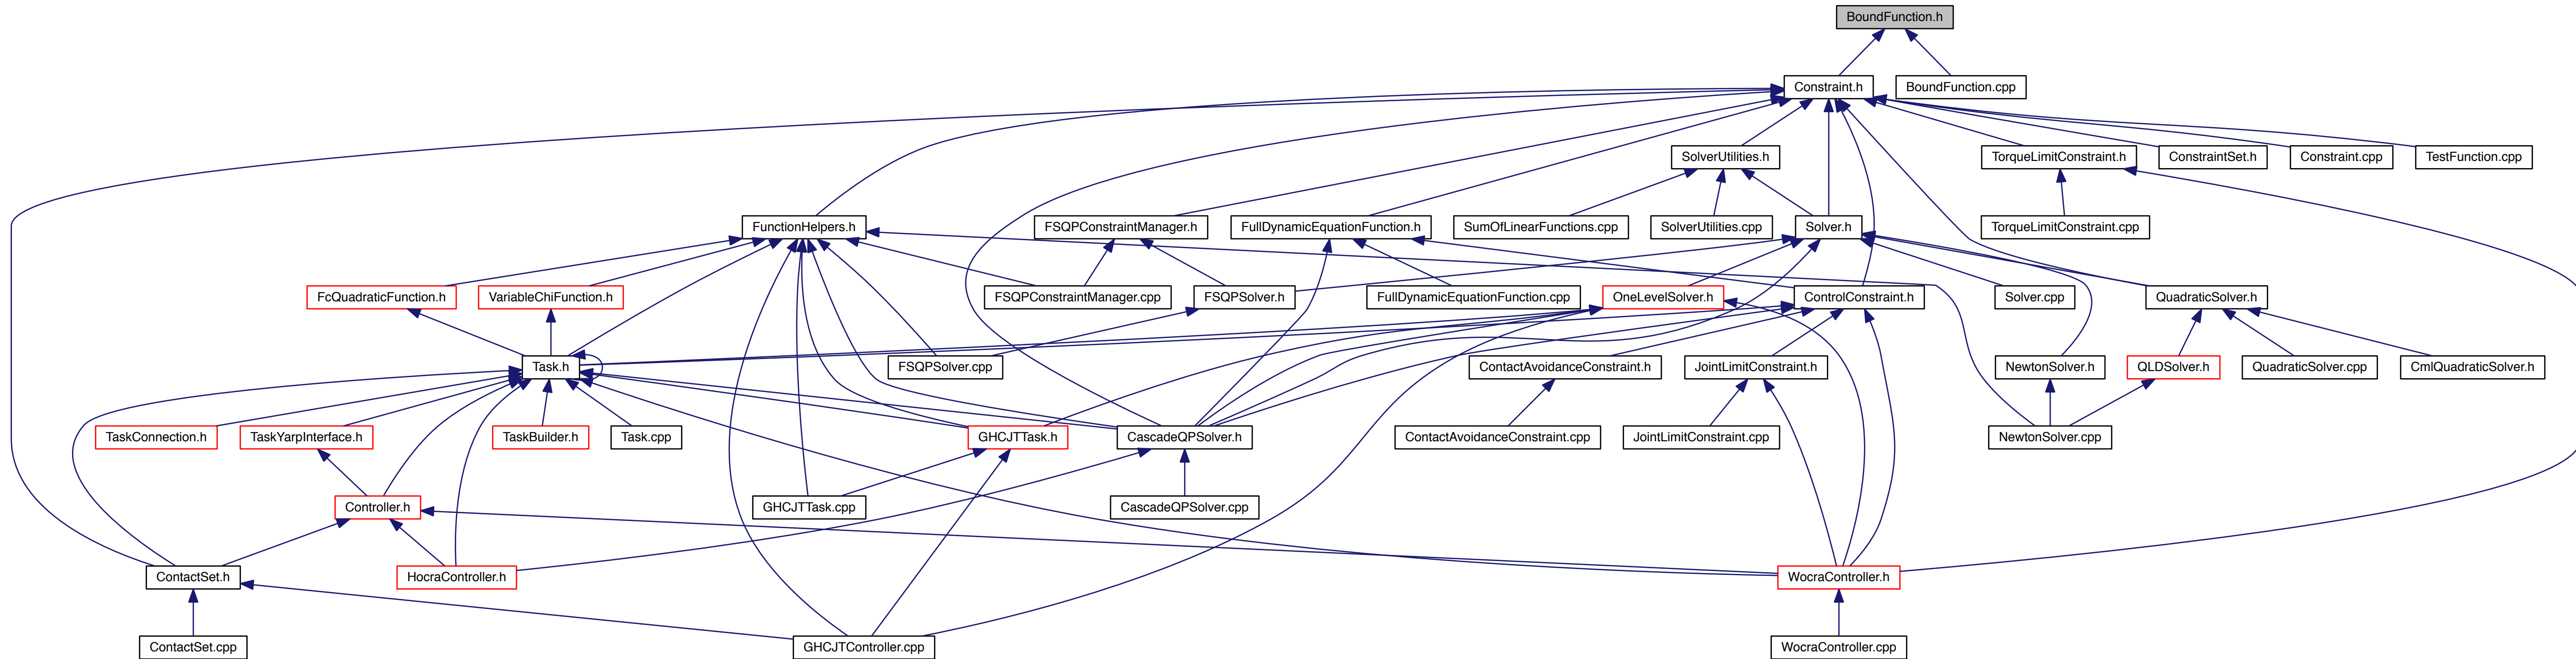 BoundFunction.h
Constraint.h
BoundFunction.cpp
SolverUtilities.h
TorqueLimitConstraint.h
ConstraintSet.h
Constraint.cpp
TestFunction.cpp
FunctionHelpers.h
FSQPConstraintManager.h
FullDynamicEquationFunction.h
SumOfLinearFunctions.cpp
SolverUtilities.cpp
Solver.h
TorqueLimitConstraint.cpp
FcQuadraticFunction.h
VariableChiFunction.h
FSQPConstraintManager.cpp
FSQPSolver.h
FullDynamicEquationFunction.cpp
OneLevelSolver.h
ControlConstraint.h
Solver.cpp
QuadraticSolver.h
Task.h
FSQPSolver.cpp
ContactAvoidanceConstraint.h
JointLimitConstraint.h
NewtonSolver.h
QLDSolver.h
QuadraticSolver.cpp
CmlQuadraticSolver.h
TaskConnection.h
TaskYarpInterface.h
TaskBuilder.h
Task.cpp
GHCJTTask.h
CascadeQPSolver.h
ContactAvoidanceConstraint.cpp
JointLimitConstraint.cpp
NewtonSolver.cpp
Controller.h
GHCJTTask.cpp
CascadeQPSolver.cpp
ContactSet.h
HocraController.h
WocraController.h
ContactSet.cpp
GHCJTController.cpp
WocraController.cpp